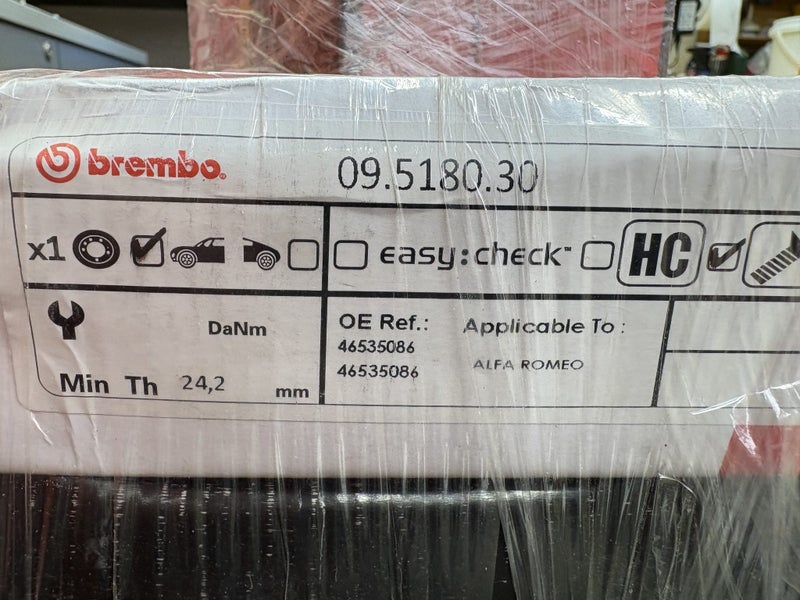 brembo® 09.5180.30
x1 easy:check™ HC
DaNm
Min Th 24,2 mm
OE Ref.: Applicable To :
46535086
46535086 ALFA ROMEO